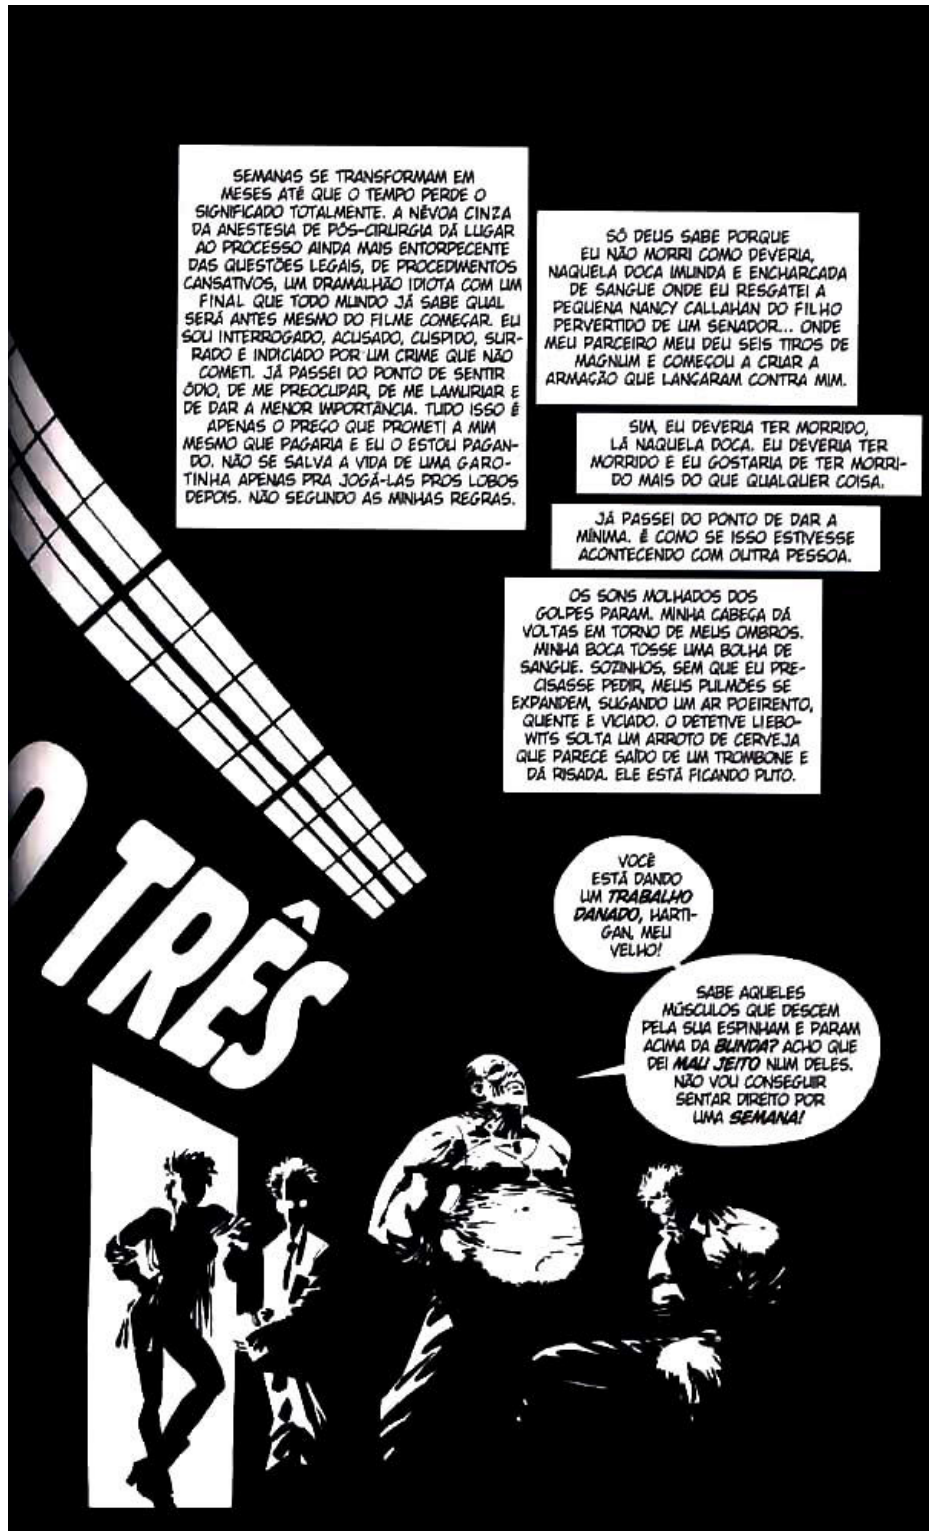 SEMANAS SE TRANSFORMAM EM
MESES ATÉ QUE O TEMPO PERDE O
SIGNIFICADO TOTALMENTE. A NÉVOA CINZA
DA ANESTESIA DE PÓS-CIRURGIA DÁ LUGAR
AO PROCESSO AINDA MAIS ENTORPECENTE
DAS QUESTÕES LEGAIS, DE PROCEDIMENTOS
CANSATIVOS, UM DRAMALHÃO IDIOTA COM UM
FINAL QUE TODO MUNDO JÁ SABE QUAL
SERÁ ANTES MESMO DO FILME COMEÇAR. EU
SOU INTERROGADO, ACUSADO, CUSPIDO, SUR-
RADO E INDICIADO POR UM CRIME QUE NÃO
COMETI. JÁ PASSEI DO PONTO DE SENTIR
ÓDIO, DE ME PREOCUPAR, DE ME LAMURIAR E
DE DAR A MENOR IMPORTÂNCIA. TUDO ISSO É
APENAS O PREÇO QUE PROMETI A MIM
MESMO QUE PAGARIA E EU O ESTOU PAGAN-
DO. NÃO SE SALVA A VIDA DE UMA GARO-
TINHA APENAS PRA JOGÁ-LAS PROS LOBOS
DEPOIS. NÃO SEGUNDO AS MINHAS REGRAS.
SÓ DEUS SABE PORQUE
EU NÃO MORRI COMO DEVERIA,
NAQUELA DOCA IMUNDA E ENCHARCADA
DE SANGUE ONDE EU RESGATEI A
PEQUENA NANCY CALLAHAN DO FILHO
PERVERTIDO DE UM SENADOR... ONDE
MEU PARCEIRO MEU DEU SEIS TIROS DE
MAGNUM E COMEÇOU A CRIAR A
ARMAÇÃO QUE LANÇARAM CONTRA MIM.
SIM, EU DEVERIA TER MORRIDO,
LÁ NAQUELA DOCA. EU DEVERIA TER
MORRIDO E EU GOSTARIA DE TER MORRI-
DO MAIS DO QUE QUALQUER COISA.
JÁ PASSEI DO PONTO DE DAR A
MÍNIMA. É COMO SE ISSO ESTIVESSE
ACONTECENDO COM OUTRA PESSOA.
OS SONS MOLHADOS DOS
GOLPES PARAM. MINHA CABEÇA DÁ
VOLTAS EM TORNO DE MEUS OMBROS.
MINHA BOCA TOSSE UMA BOLHA DE
SANGUE. SOZINHOS, SEM QUE EU PRE-
CISASSE PEDIR, MEUS PULMÕES SE
EXPANDEM, SUGANDO UM AR POEIRENTO,
QUENTE E VICIADO. O DETETIVE LIEBO-
WITS SOLTA UM ARROTO DE CERVEJA
QUE PARECE SAÍDO DE UM TROMBONE E
DÁ RISADA. ELE ESTÁ FICANDO PUTO.
O TRÊS
VOCÊ
ESTÁ DANDO
UM TRABALHO
DANADO, HARTI-
GAN, MEU
VELHO!
SABE AQUELES
MÚSCULOS QUE DESCEM
PELA SUA ESPINHAM E PARAM
ACIMA DA BUNDA? ACHO QUE
DEI MAU JEITO NUM DELES.
NÃO VOU CONSEGUIR
SENTAR DIREITO POR
UMA SEMANA!